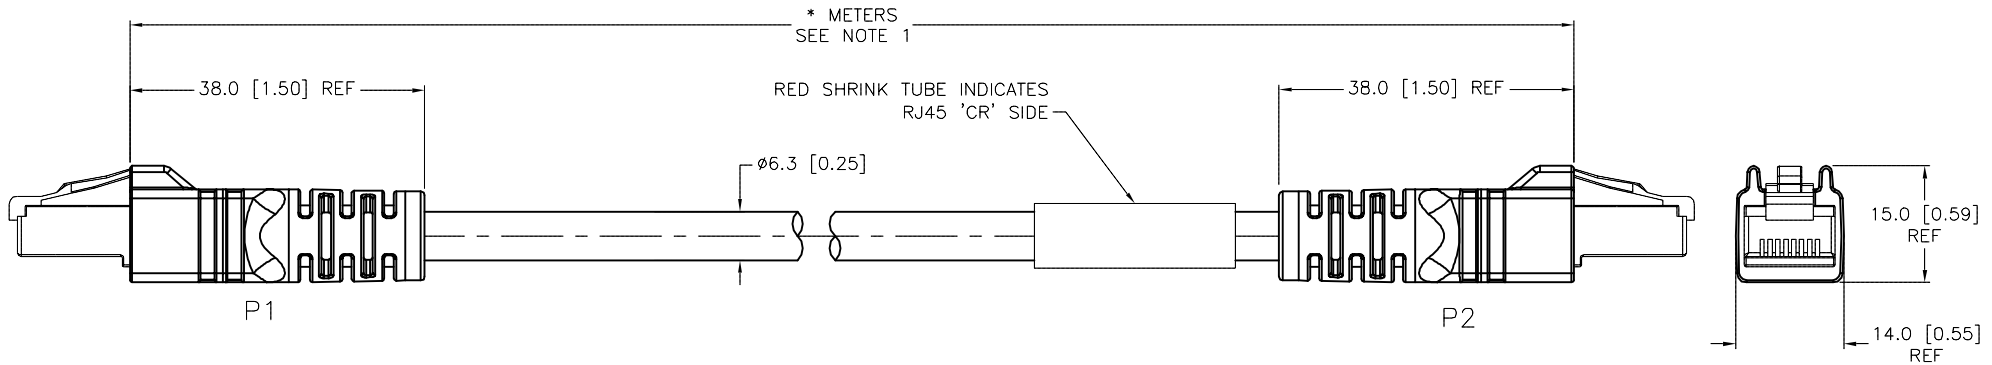 * METERS
SEE NOTE 1
38.0 [1.50] REF
RED SHRINK TUBE INDICATES
RJ45 'CR' SIDE
38.0 [1.50] REF
ø6.3 [0.25]
15.0 [0.59]
REF
P1
P2
14.0 [0.55]
REF